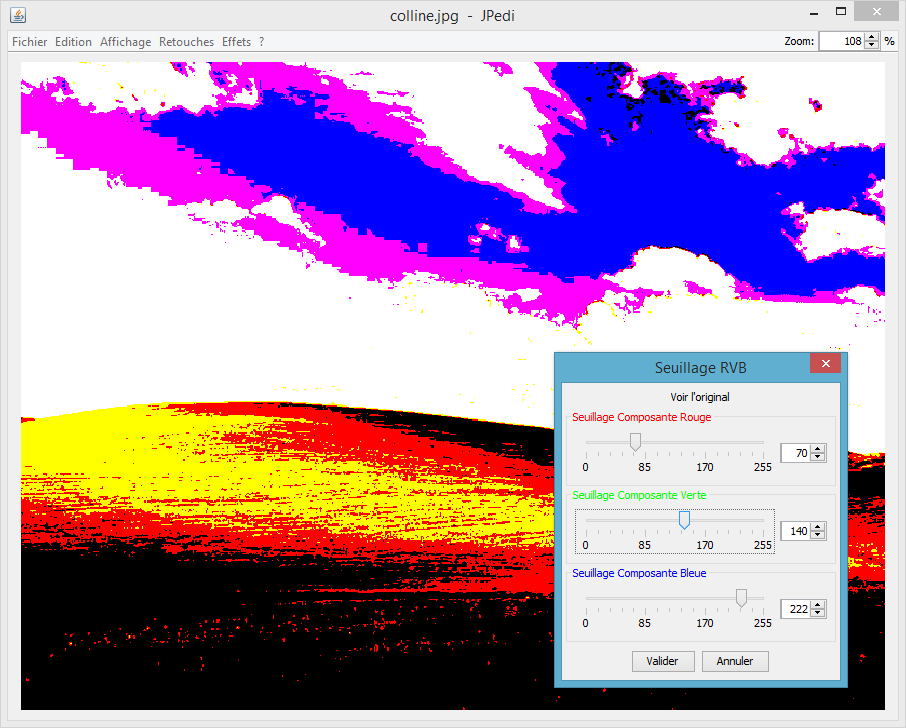 colline.jpg - JPedi
Fichier Edition Affichage Retouches Effets ? Zoom: 108 %
Seuillage RVB
Voir l'original
Seuillage Composante Rouge
70
0 85 170 255
Seuillage Composante Verte
140
0 85 170 255
Seuillage Composante Bleue
222
0 85 170 255
Valider Annuler